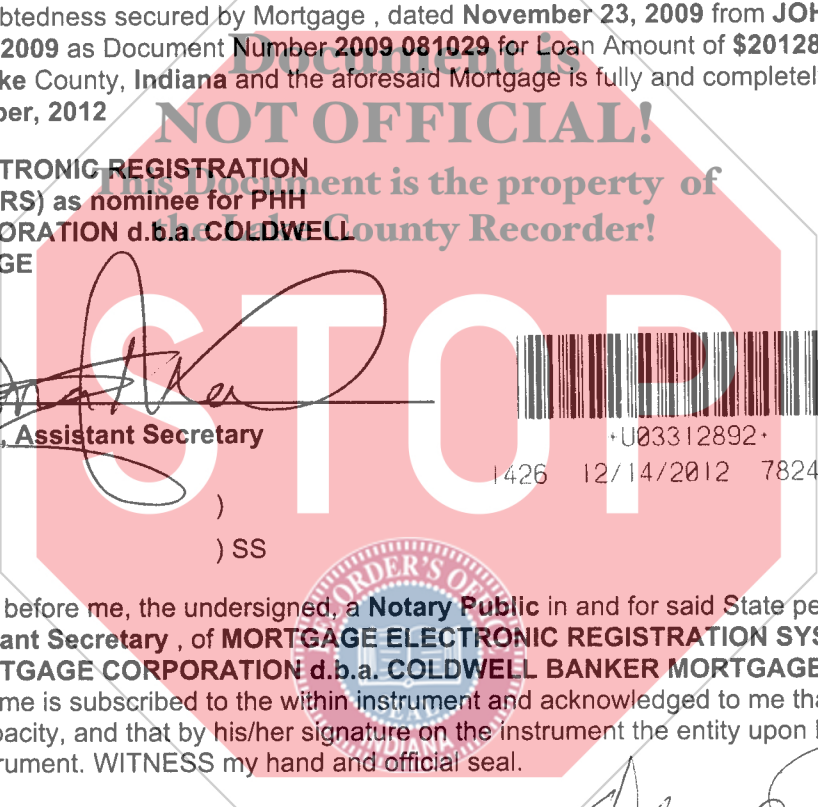 btedness secured by Mortgage , dated November 23, 2009 from JOH
2009 as Document Number 2009 081029 for Loan Amount of $20128
ke County, Indiana and the aforesaid Mortgage is fully and completel
ber, 2012
Document is
NOT OFFICIAL!
This Document is the property of
the Lake County Recorder!
TRONIC REGISTRATION
RS) as nominee for PHH
ORATION d.b.a. COLDWELL
GE
STOP
, Assistant Secretary
+U03312892+
1426 12/14/2012 7824
)
) SS
RECORDER'S OFFICE
SEAL
INDIANA
before me, the undersigned, a Notary Public in and for said State pe
ant Secretary , of MORTGAGE ELECTRONIC REGISTRATION SYS
TGAGE CORPORATION d.b.a. COLDWELL BANKER MORTGAGE
me is subscribed to the within instrument and acknowledged to me tha
pacity, and that by his/her signature on the instrument the entity upon
trument. WITNESS my hand and official seal.